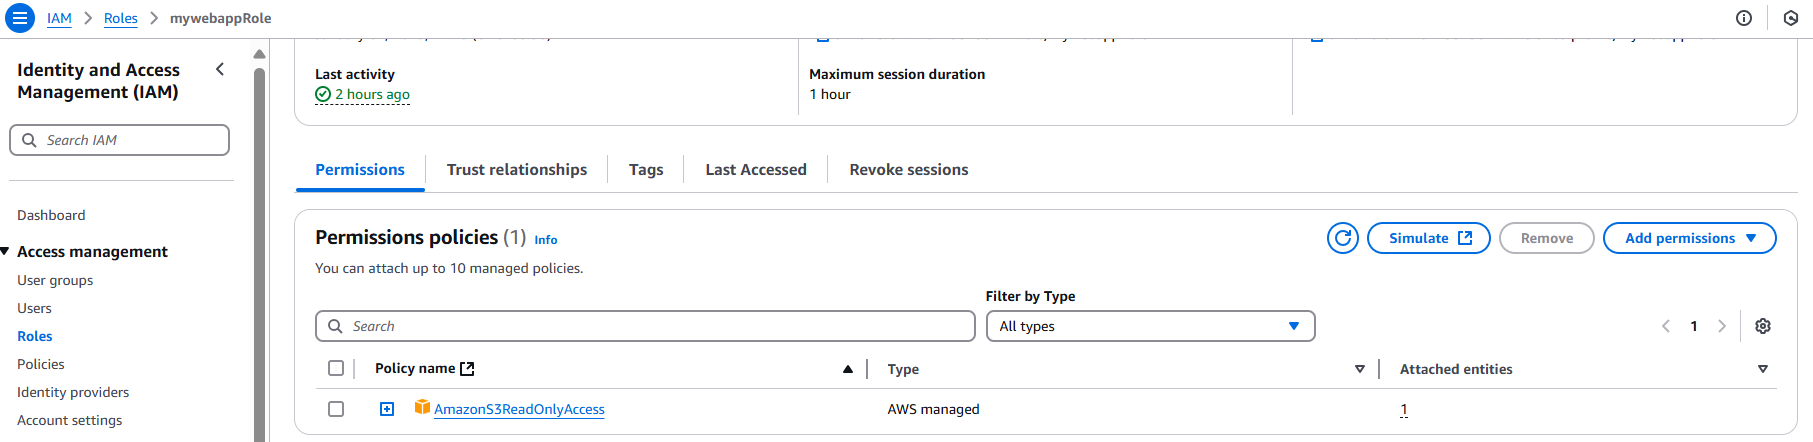 IAM > Roles > mywebappRole
Identity and Access
Management (IAM)
Search IAM
Dashboard
Access management
User groups
Users
Roles
Policies
Identity providers
Account settings
Last activity
2 hours ago
Maximum session duration
1 hour
Permissions
Trust relationships
Tags
Last Accessed
Revoke sessions
Permissions policies (1) Info
You can attach up to 10 managed policies.
Simulate
Remove
Add permissions
Search
Filter by Type
All types
1
Policy name
Type
Attached entities
AmazonS3ReadOnlyAccess
AWS managed
1